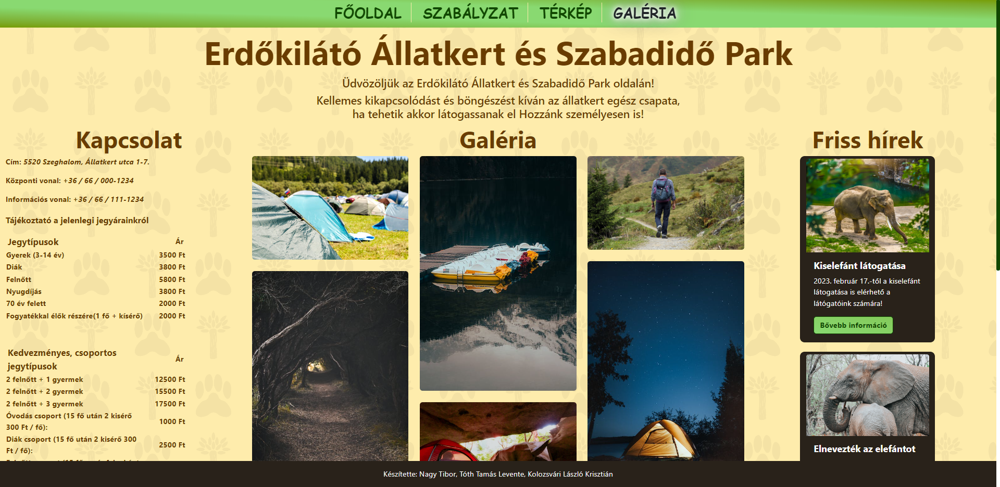 FŐOLDAL
SZABÁLYZAT
TÉRKÉP
GALÉRIA
Erdőkilátó Állatkert és Szabadidő Park
Üdvözöljük az Erdőkilátó Állatkert és Szabadidő Park oldalán!
Kellemes kikapcsolódást és böngészést kíván az állatkert egész csapata,
ha tehetik akkor látogassanak el Hozzánk személyesen is!
Kapcsolat
Cím: 5520 Szeghalom, Állatkert utca 1-7.
Központi vonal: +36 / 66 / 000-1234
Információs vonal: +36 / 66 / 111-1234
Tájékoztató a jelenlegi jegyárainkról
Jegytípusok Ár
Gyerek (3-14 év) 3500 Ft
Diák 3800 Ft
Felnőtt 5800 Ft
Nyugdíjás 3800 Ft
70 év felett 2000 Ft
Fogyatékkal élők részére(1 fő + kísérő) 2000 Ft
Kedvezményes, csoportos
jegytípusok Ár
2 felnőtt + 1 gyermek 12500 Ft
2 felnőtt + 2 gyermek 15500 Ft
2 felnőtt + 3 gyermek 17500 Ft
Óvodás csoport (15 fő után 2 kisérő
300 Ft / fő): 1000 Ft
Diák csoport (15 fő után 2 kisérő 300
Ft / fő): 2500 Ft
Galéria
Friss hírek
Kiselefánt látogatása
2023. február 17.-től a kiselefánt
látogatása is elérhető a
látógatóink számára!
Bővebb információ
Elnevezték az elefántot
Készítette: Nagy Tibor, Tóth Tamás Levente, Kolozsvári László Krisztián